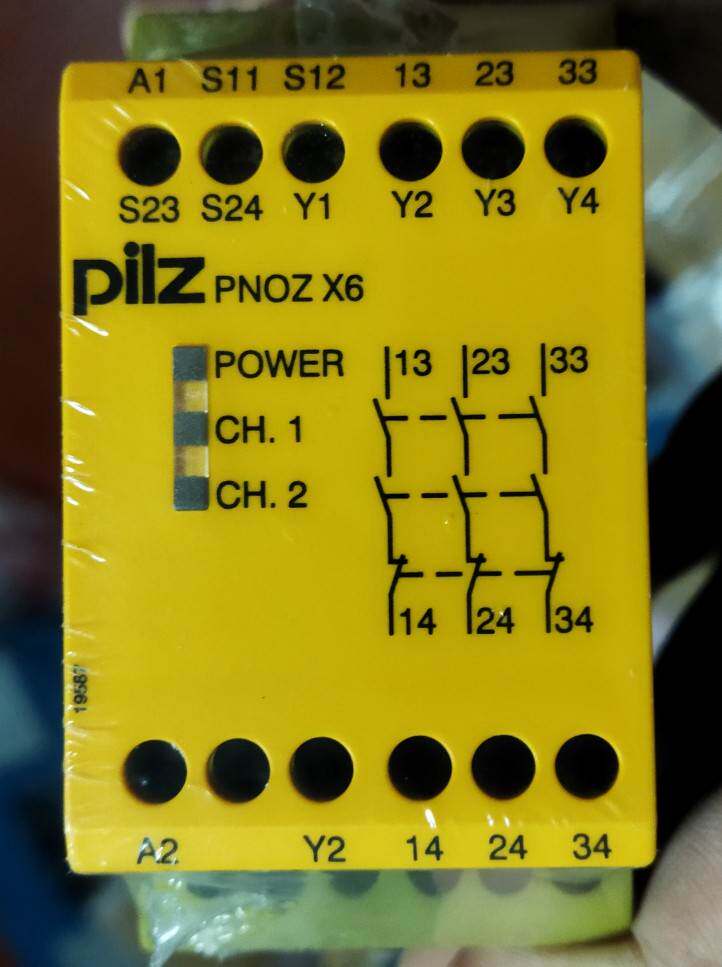 A1 S11 S12 13 23 33
S23 S24 Y1 Y2 Y3 Y4
pilz PNOZ X6
POWER 13 23 33
CH. 1
CH. 2
14 24 34
A2 Y2 14 24 34